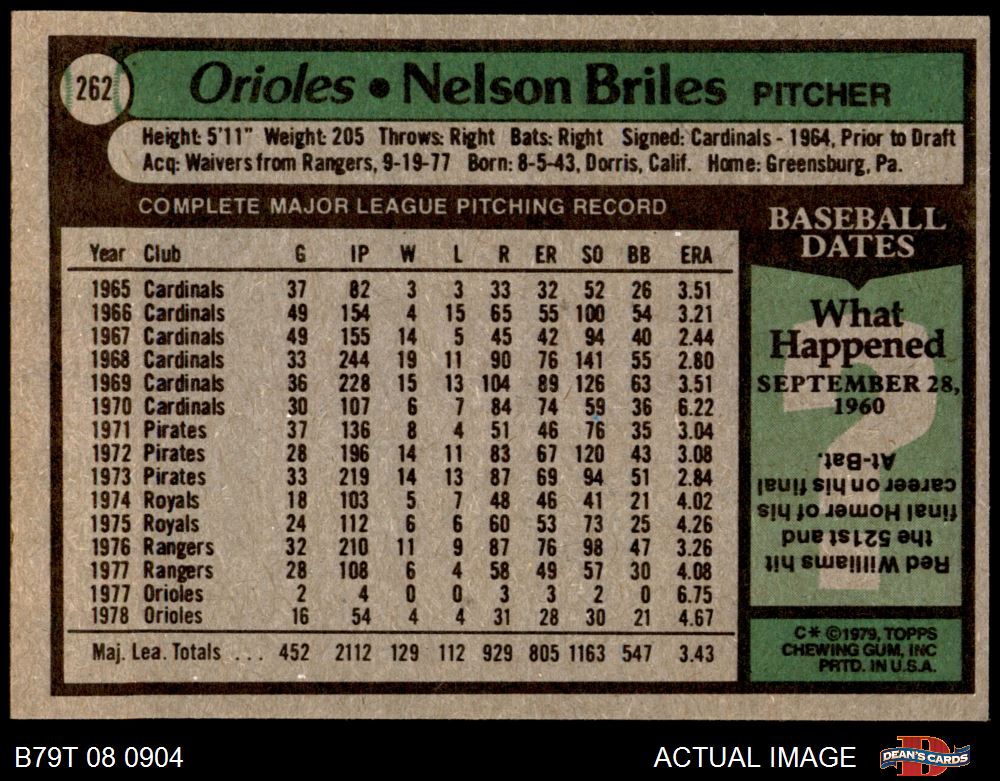 262
Orioles • Nelson Briles PITCHER
Height: 5'11" Weight: 205 Throws: Right Bats: Right Signed: Cardinals - 1964, Prior to Draft
Acq: Waivers from Rangers, 9-19-77 Born: 8-5-43, Dorris, Calif. Home: Greensburg, Pa.
COMPLETE MAJOR LEAGUE PITCHING RECORD
Year Club G IP W L R ER SO BB ERA
1965 Cardinals 37 82 3 3 33 32 52 26 3.51
1966 Cardinals 49 154 4 15 65 55 100 54 3.21
1967 Cardinals 49 155 14 5 45 42 94 40 2.44
1968 Cardinals 33 244 19 11 90 76 141 55 2.80
1969 Cardinals 36 228 15 13 104 89 126 63 3.51
1970 Cardinals 30 107 6 7 84 74 59 36 6.22
1971 Pirates 37 136 8 4 51 46 76 35 3.04
1972 Pirates 28 196 14 11 83 67 120 43 3.08
1973 Pirates 33 219 14 13 87 69 94 51 2.84
1974 Royals 18 103 5 7 48 46 41 21 4.02
1975 Royals 24 112 6 6 60 53 73 25 4.26
1976 Rangers 32 210 11 9 87 76 98 47 3.26
1977 Rangers 28 108 6 4 58 49 57 30 4.08
1977 Orioles 2 4 0 0 3 3 2 0 6.75
1978 Orioles 16 54 4 4 31 28 30 21 4.67
Maj. Lea. Totals ... 452 2112 129 112 929 805 1163 547 3.43
BASEBALL
DATES
What
Happened
SEPTEMBER 28,
1960
?
Red Williams hit
the 521st and
final Homer of his
career on his final
At-Bat.
C* ©1979, TOPPS
CHEWING GUM, INC
PRTD. IN U.S.A.
B79T 08 0904
ACTUAL IMAGE
D
DEAN'S CARDS